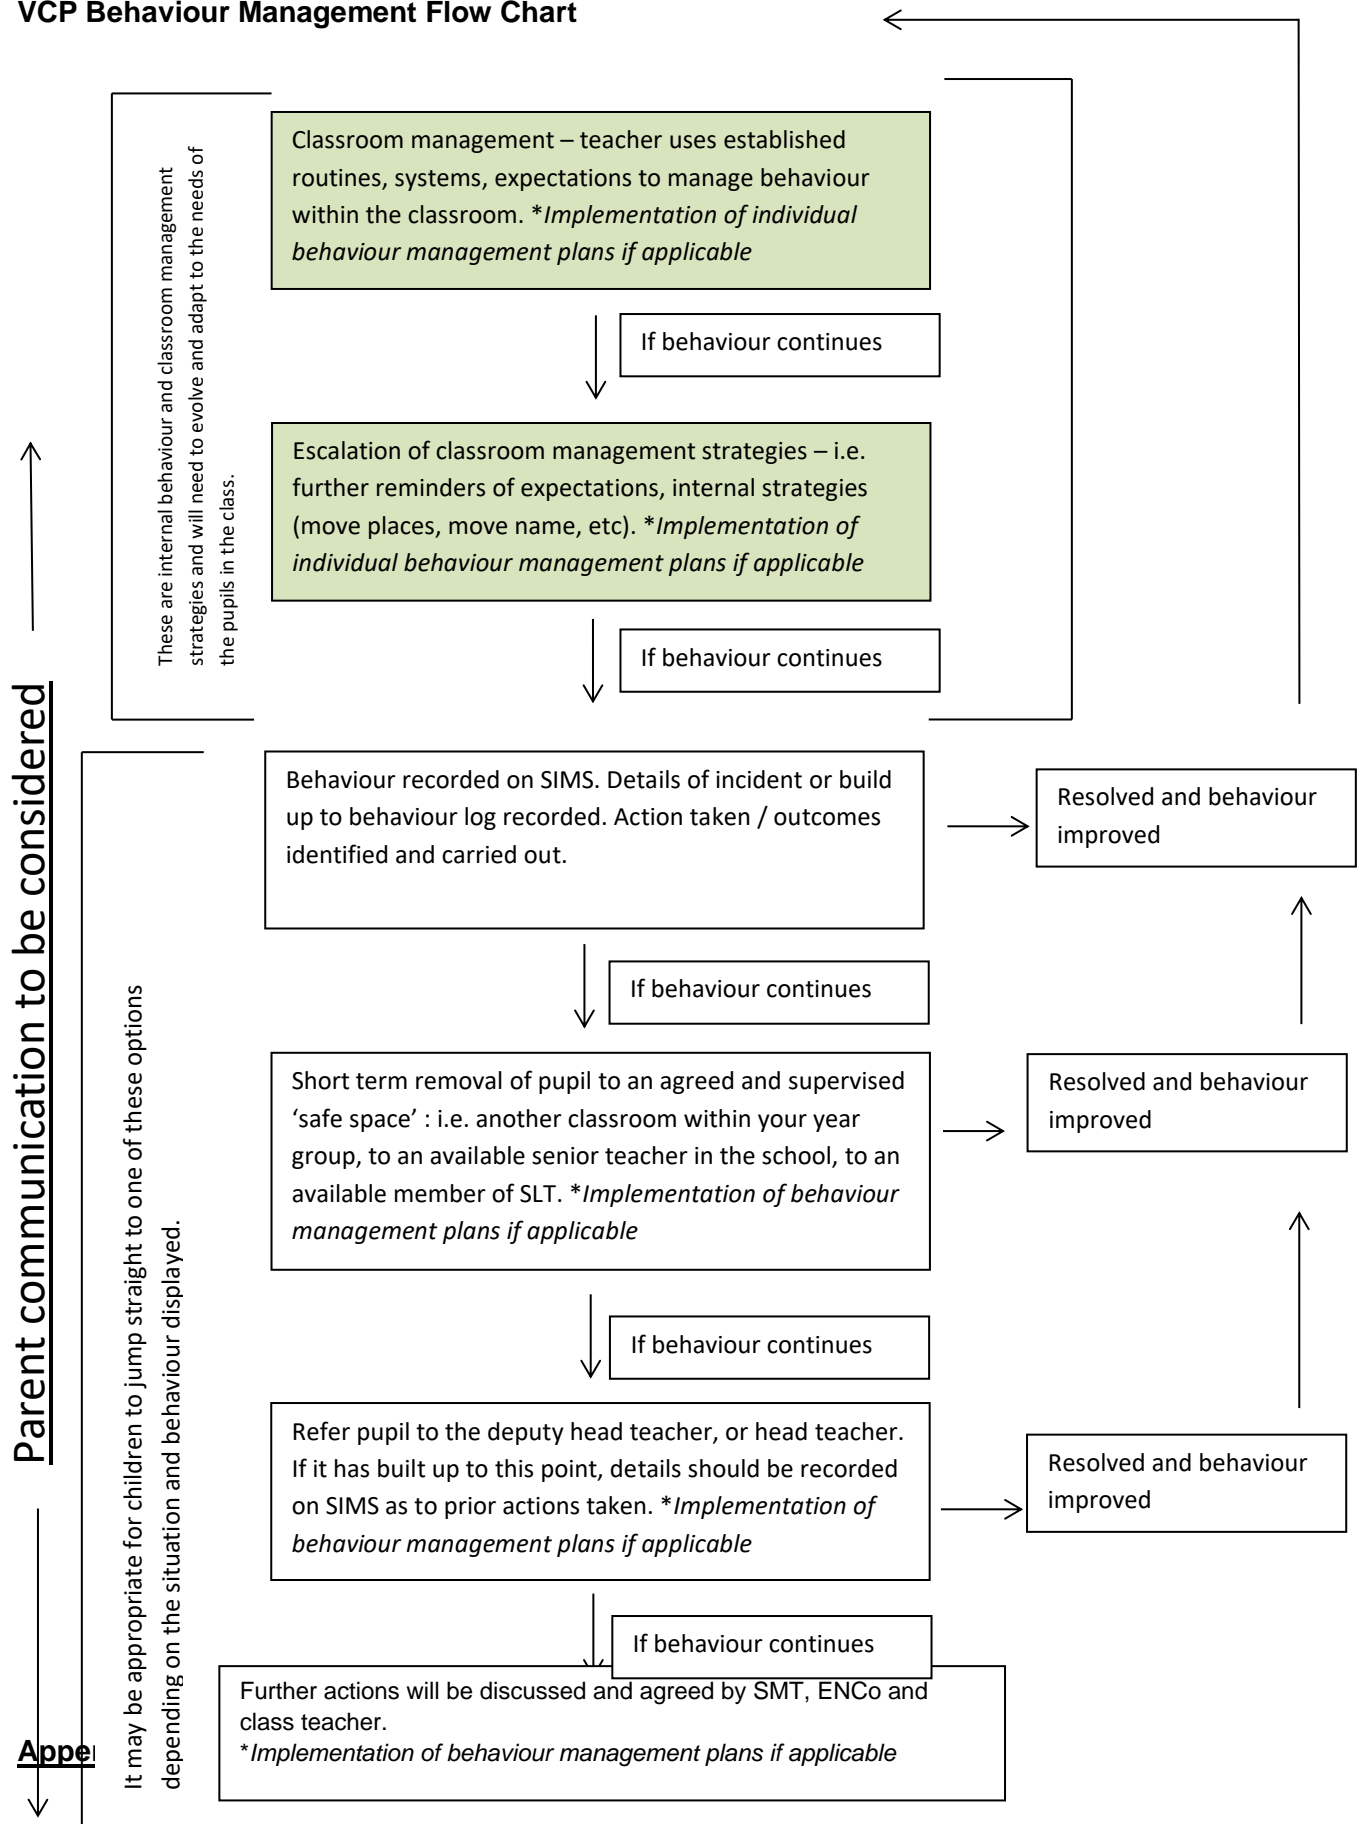 VCP Behaviour Management Flow Chart
Classroom management – teacher uses established
routines, systems, expectations to manage behaviour
within the classroom. *Implementation of individual
behaviour management plans if applicable
If behaviour continues
These are internal behaviour and classroom management
strategies and will need to evolve and adapt to the needs of
the pupils in the class.
Escalation of classroom management strategies – i.e.
further reminders of expectations, internal strategies
(move places, move name, etc). *Implementation of
individual behaviour management plans if applicable
If behaviour continues
Parent communication to be considered
Behaviour recorded on SIMS. Details of incident or build
up to behaviour log recorded. Action taken / outcomes
identified and carried out.
Resolved and behaviour
improved
If behaviour continues
It may be appropriate for children to jump straight to one of these options
depending on the situation and behaviour displayed.
Short term removal of pupil to an agreed and supervised
‘safe space’ : i.e. another classroom within your year
group, to an available senior teacher in the school, to an
available member of SLT. *Implementation of behaviour
management plans if applicable
Resolved and behaviour
improved
If behaviour continues
Refer pupil to the deputy head teacher, or head teacher.
If it has built up to this point, details should be recorded
on SIMS as to prior actions taken. *Implementation of
behaviour management plans if applicable
Resolved and behaviour
improved
If behaviour continues
Further actions will be discussed and agreed by SMT, ENCo and
class teacher.
*Implementation of behaviour management plans if applicable